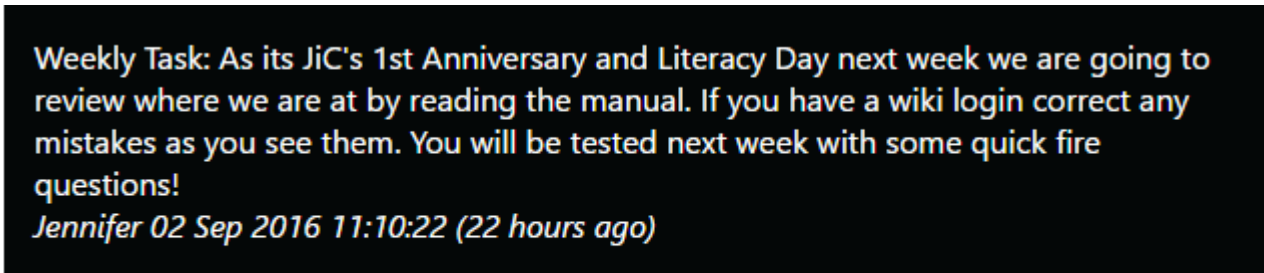 Weekly Task: As its JiC's 1st Anniversary and Literacy Day next week we are going to
review where we are at by reading the manual. If you have a wiki login correct any
mistakes as you see them. You will be tested next week with some quick fire
questions!
Jennifer 02 Sep 2016 11:10:22 (22 hours ago)